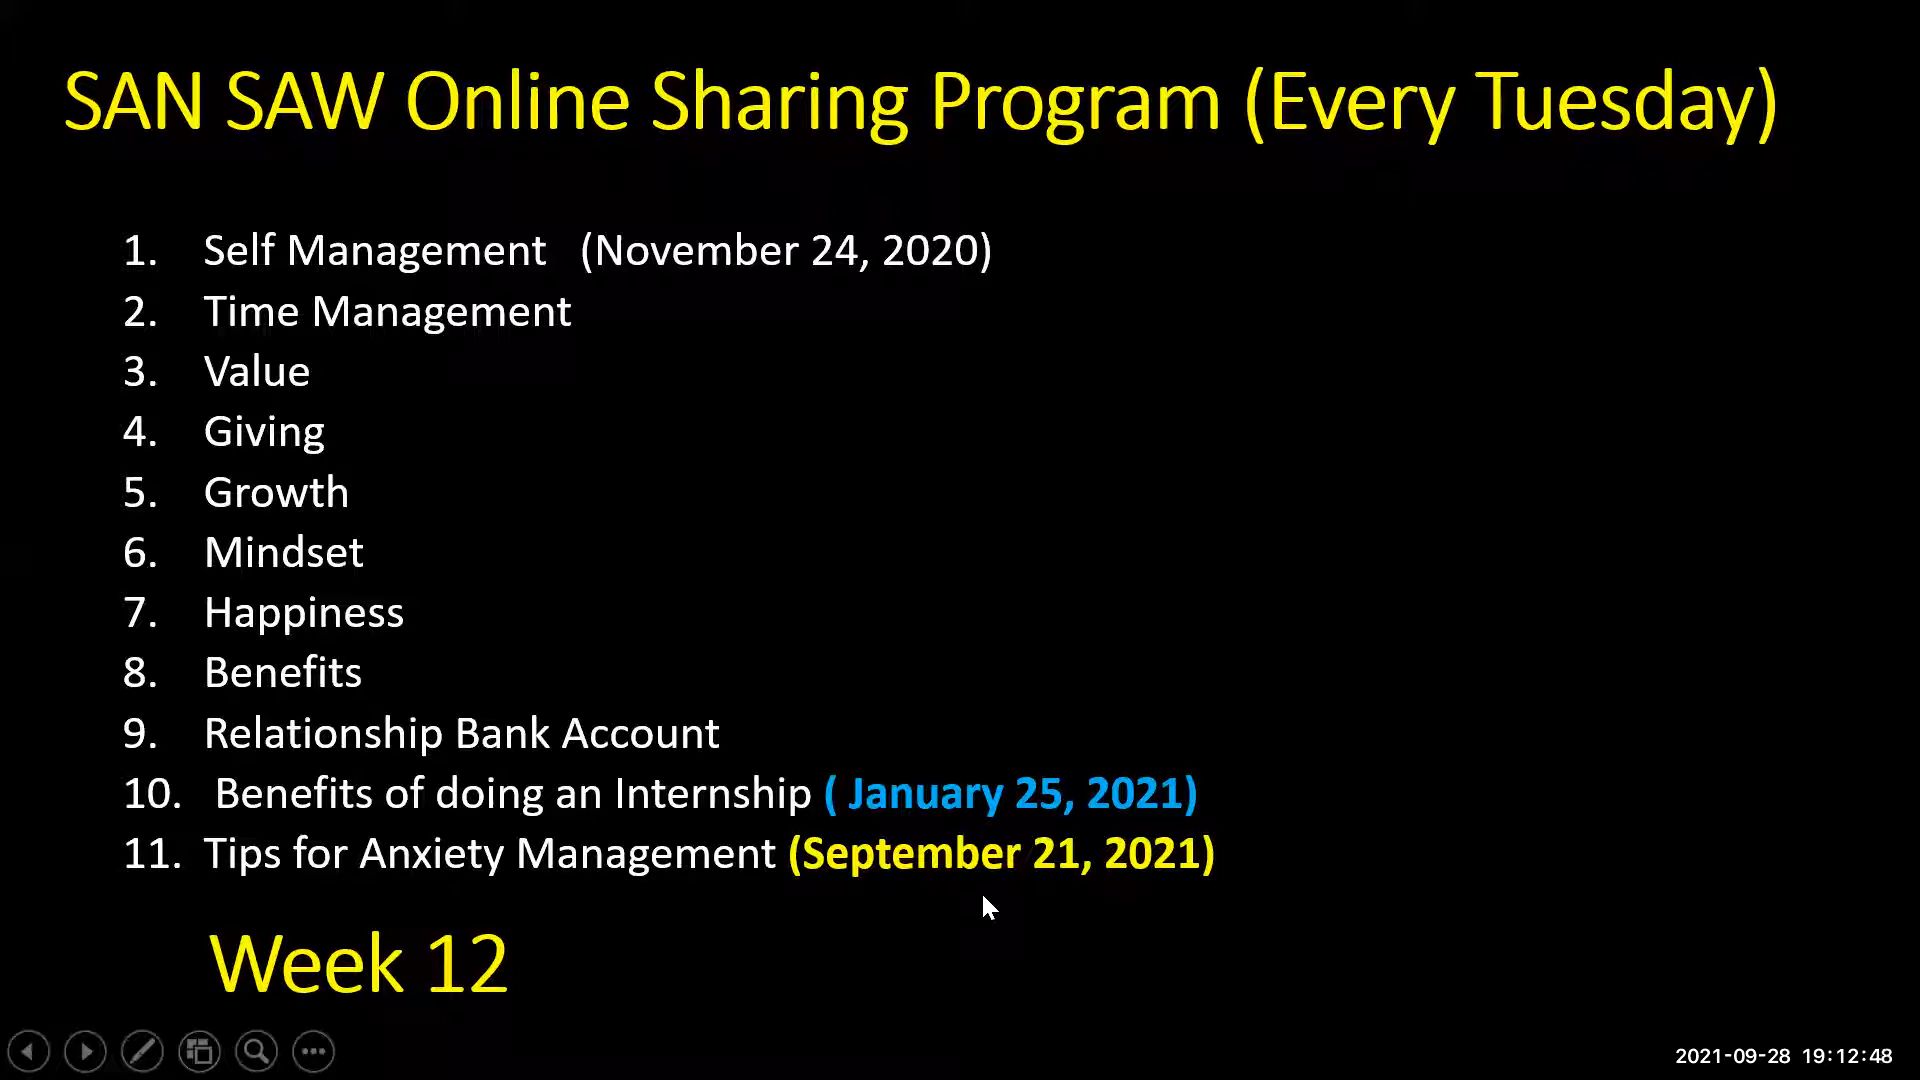 SAN SAW Online Sharing Program (Every Tuesday)
1. Self Management (November 24, 2020)
2. Time Management
3. Value
4. Giving
5. Growth
6. Mindset
7. Happiness
8. Benefits
9. Relationship Bank Account
10. Benefits of doing an Internship ( January 25, 2021)
11. Tips for Anxiety Management (September 21, 2021)
Week 12
2021-09-28 19:12:48